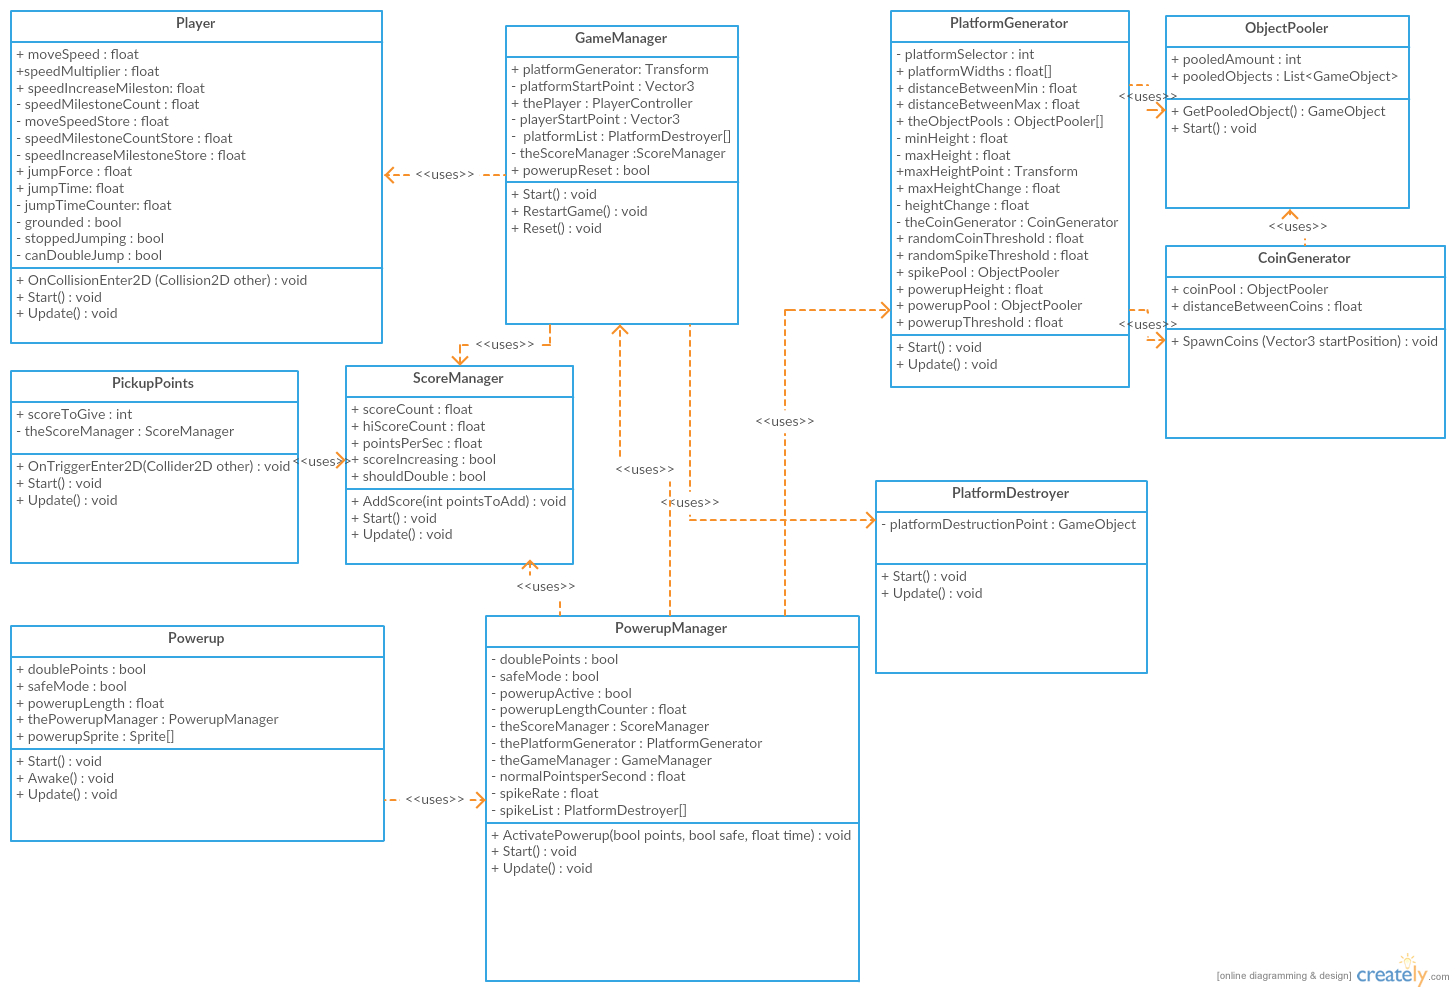 Player
+ moveSpeed : float
+speedMultiplier : float
+ speedIncreaseMileston: float
- speedMilestoneCount : float
- moveSpeedStore : float
- speedMilestoneCountStore : float
- speedIncreaseMilestoneStore : float
+ jumpForce : float
+ jumpTime: float
- jumpTimeCounter: float
- grounded : bool
- stoppedJumping : bool
- canDoubleJump : bool
+ OnCollisionEnter2D (Collision2D other) : void
+ Start() : void
+ Update() : void
<<uses>>
GameManager
+ platformGenerator: Transform
- platformStartPoint : Vector3
+ thePlayer : PlayerController
- playerStartPoint : Vector3
- platformList : PlatformDestroyer[]
- theScoreManager :ScoreManager
+ powerupReset : bool
+ Start() : void
+ RestartGame() : void
+ Reset() : void
PlatformGenerator
- platformSelector : int
+ platformWidths : float[]
+ distanceBetweenMin : float
+ distanceBetweenMax : float
+ theObjectPools : ObjectPooler[]
- minHeight : float
- maxHeight : float
+maxHeightPoint : Transform
+ maxHeightChange : float
- heightChange : float
- theCoinGenerator : CoinGenerator
+ randomCoinThreshold : float
+ randomSpikeThreshold : float
+ spikePool : ObjectPooler
+ powerupHeight : float
+ powerupPool : ObjectPooler
+ powerupThreshold : float
+ Start() : void
+ Update() : void
<<uses>>
ObjectPooler
+ pooledAmount : int
+ pooledObjects : List<GameObject>
+ GetPooledObject() : GameObject
+ Start() : void
<<uses>>
<<uses>>
CoinGenerator
+ coinPool : ObjectPooler
+ distanceBetweenCoins : float
+ SpawnCoins (Vector3 startPosition) : void
PickupPoints
+ scoreToGive : int
- theScoreManager : ScoreManager
+ OnTriggerEnter2D(Collider2D other) : void
+ Start() : void
+ Update() : void
<<uses>>
<<uses>>
ScoreManager
+ scoreCount : float
+ hiScoreCount : float
+ pointsPerSec : float
+ scoreIncreasing : bool
+ shouldDouble : bool
+ AddScore(int pointsToAdd) : void
+ Start() : void
+ Update() : void
<<uses>>
<<uses>>
<<uses>>
<<uses>>
PlatformDestroyer
- platformDestructionPoint : GameObject
+ Start() : void
+ Update() : void
Powerup
+ doublePoints : bool
+ safeMode : bool
+ powerupLength : float
+ thePowerupManager : PowerupManager
+ powerupSprite : Sprite[]
+ Start() : void
+ Awake() : void
+ Update() : void
<<uses>>
PowerupManager
- doublePoints : bool
- safeMode : bool
- powerupActive : bool
- powerupLengthCounter : float
- theScoreManager : ScoreManager
- thePlatformGenerator : PlatformGenerator
- theGameManager : GameManager
- normalPointsperSecond : float
- spikeRate : float
- spikeList : PlatformDestroyer[]
+ ActivatePowerup(bool points, bool safe, float time) : void
+ Start() : void
+ Update() : void
[online diagramming & design] creately.com